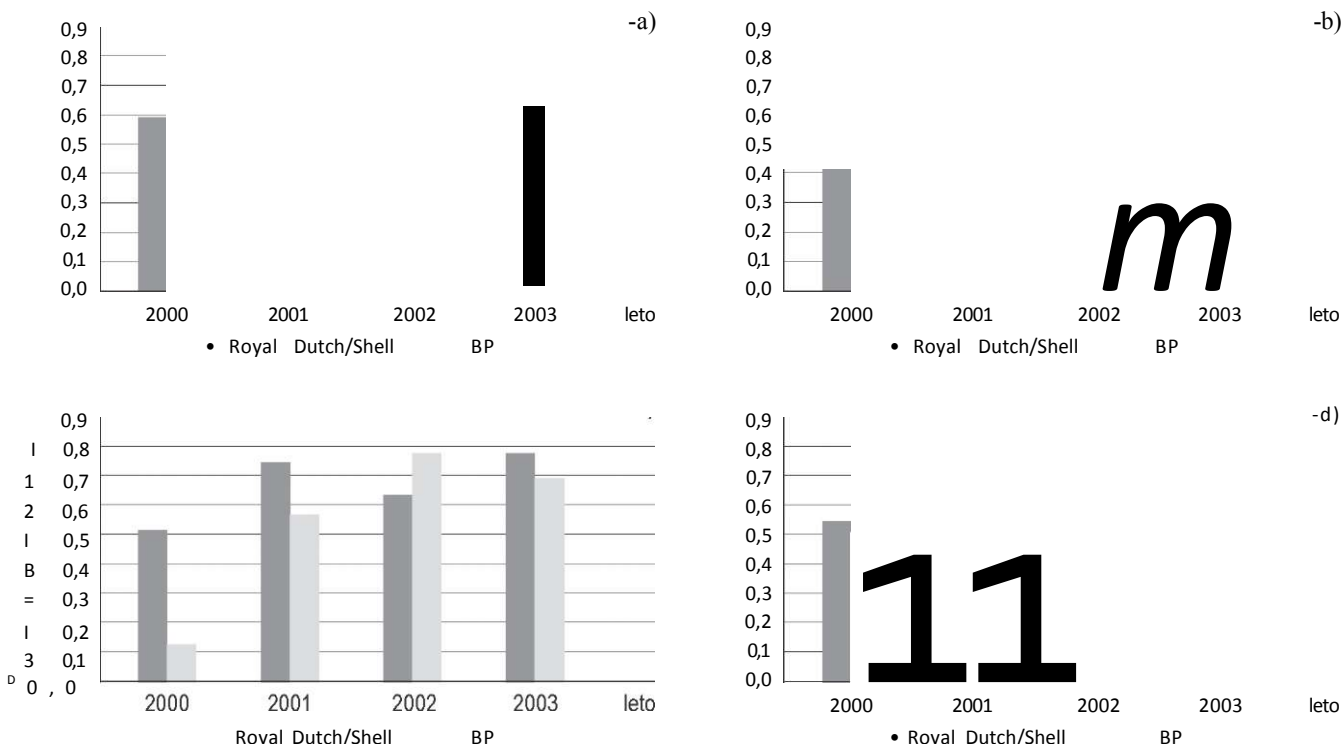 -a)
0,9
0,8
0,7
0,6
0,5
0,4
0,3
0,2
0,1
0,0
2000 2001 2002 2003 leto
• Royal Dutch/Shell BP
-b)
0,9
0,8
0,7
0,6
0,5
0,4
0,3
0,2
0,1
0,0
m
2000 2001 2002 2003 leto
• Royal Dutch/Shell BP
0,9
I 0,8
1 0,7
2 0,6
I 0,5
B 0,4
= 0,3
I 0,2
3 0,1
D 0 , 0
2000 2001 2002 2003 leto
Royal Dutch/Shell BP
-d)
0,9
0,8
0,7
0,6
0,5
0,4
0,3
0,2
0,1
0,0
11
2000 2001 2002 2003 leto
• Royal Dutch/Shell BP